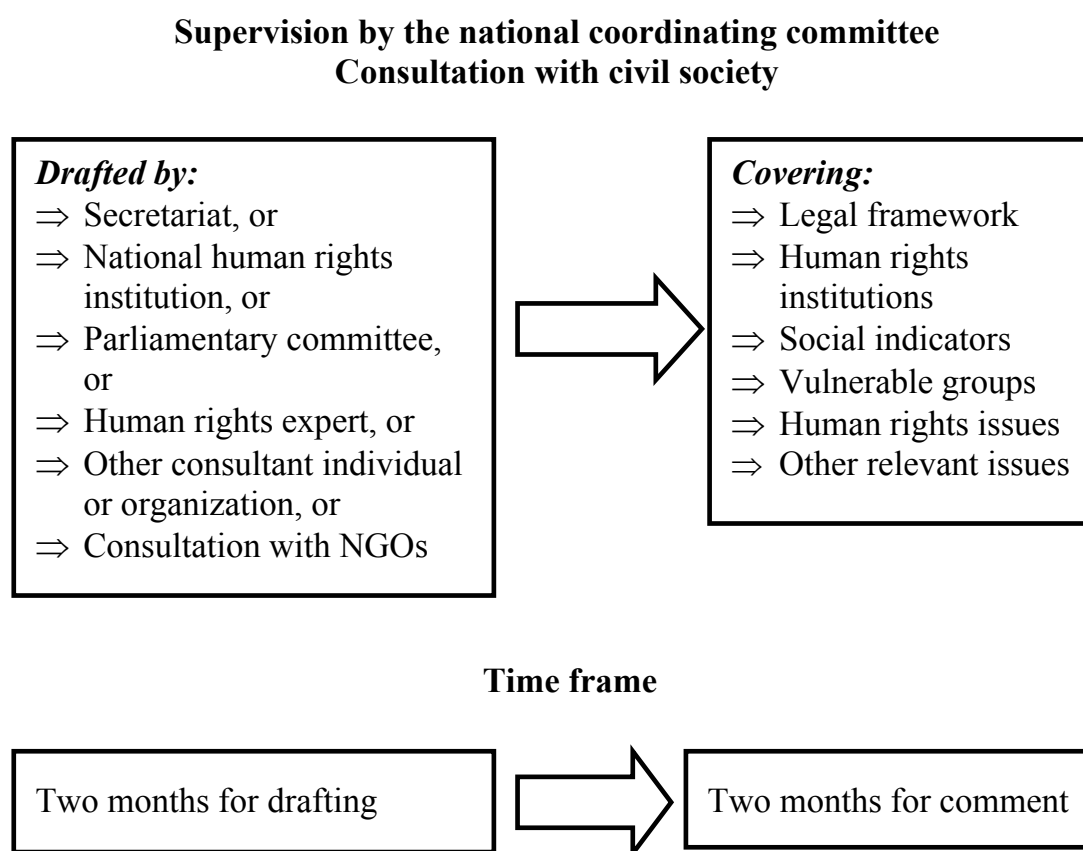 Supervision by the national coordinating committee
Consultation with civil society
Drafted by:
⇒ Secretariat, or
⇒ National human rights
institution, or
⇒ Parliamentary committee,
or
⇒ Human rights expert, or
⇒ Other consultant individual
or organization, or
⇒ Consultation with NGOs
Covering:
⇒ Legal framework
⇒ Human rights
institutions
⇒ Social indicators
⇒ Vulnerable groups
⇒ Human rights issues
⇒ Other relevant issues
Time frame
Two months for drafting
Two months for comment